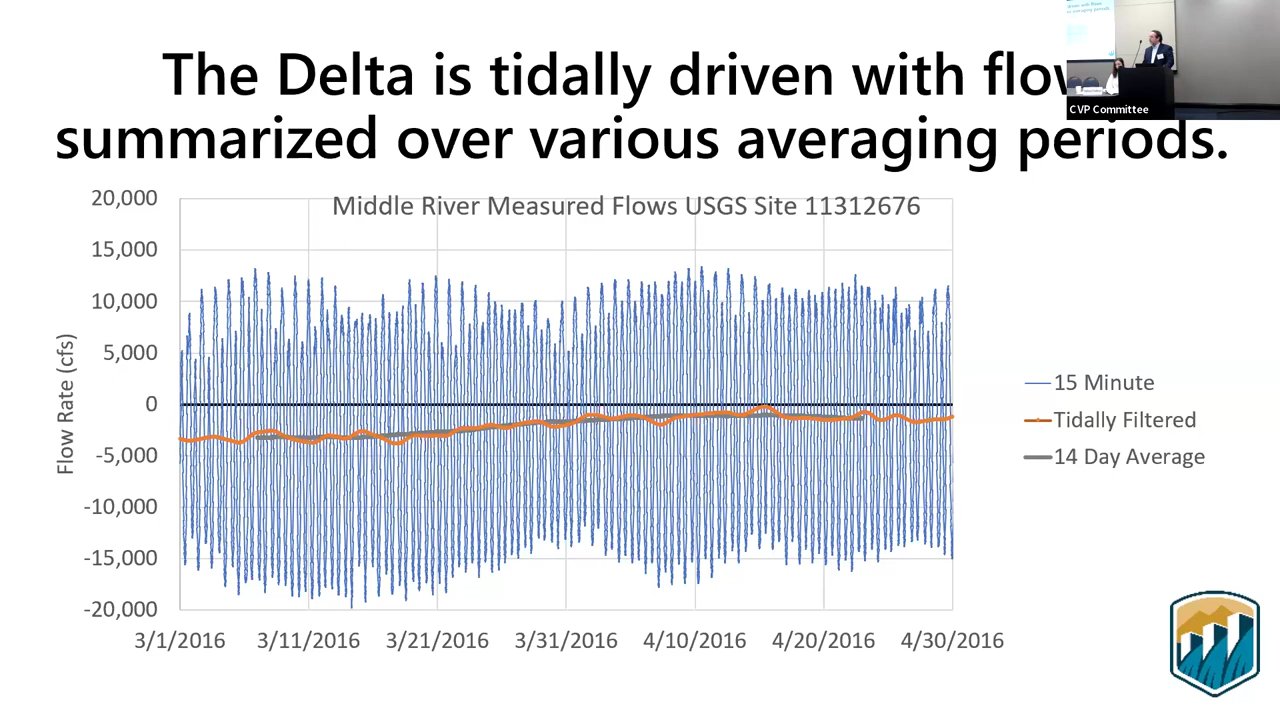 The Delta is tidally driven with flow
summarized over various averaging periods.
CVP Committee
Middle River Measured Flows USGS Site 11312676
Flow Rate (cfs)
20,000
15,000
10,000
5,000
0
-5,000
-10,000
-15,000
-20,000
3/1/2016 3/11/2016 3/21/2016 3/31/2016 4/10/2016 4/20/2016 4/30/2016
15 Minute
Tidally Filtered
14 Day Average